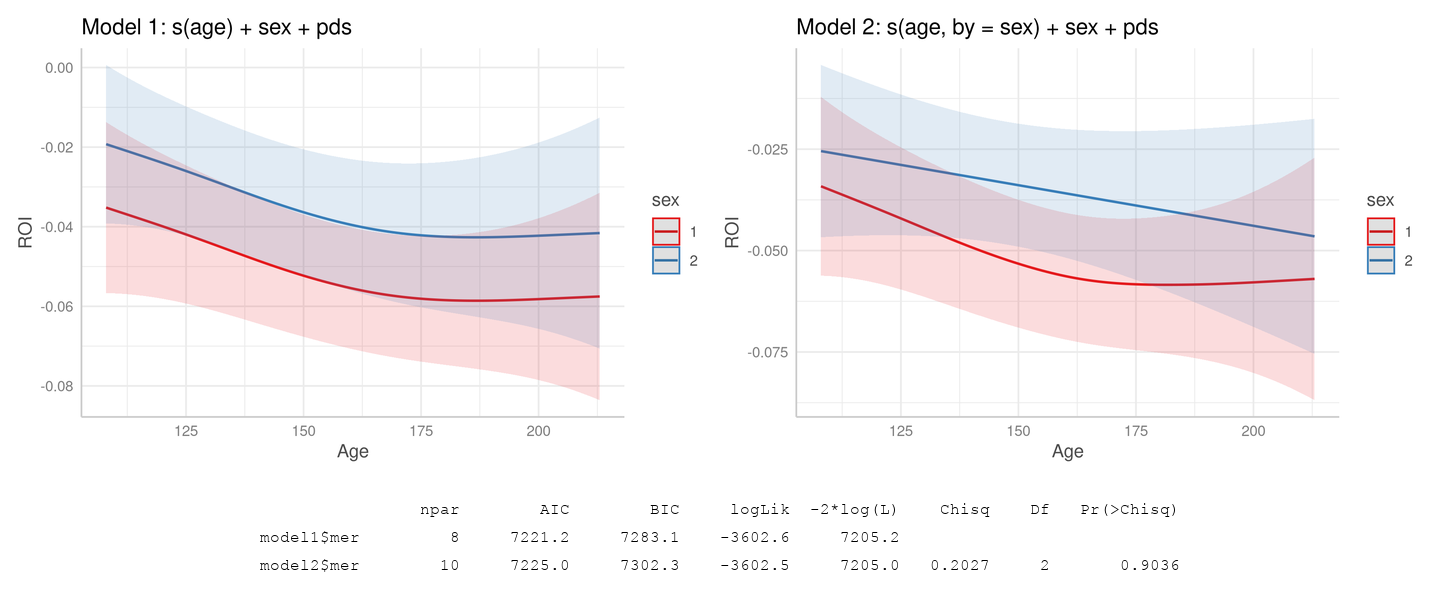 Model 1: s(age) + sex + pds
0.00
-0.02
-0.04
-0.06
-0.08
ROI
125 150 175 200
Age
sex
1
2
Model 2: s(age, by = sex) + sex + pds
-0.025
-0.050
-0.075
ROI
125 150 175 200
Age
sex
1
2
npar AIC BIC logLik -2*log(L) Chisq Df Pr(>Chisq)
model1$mer 8 7221.2 7283.1 -3602.6 7205.2
model2$mer 10 7225.0 7302.3 -3602.5 7205.0 0.2027 2 0.9036